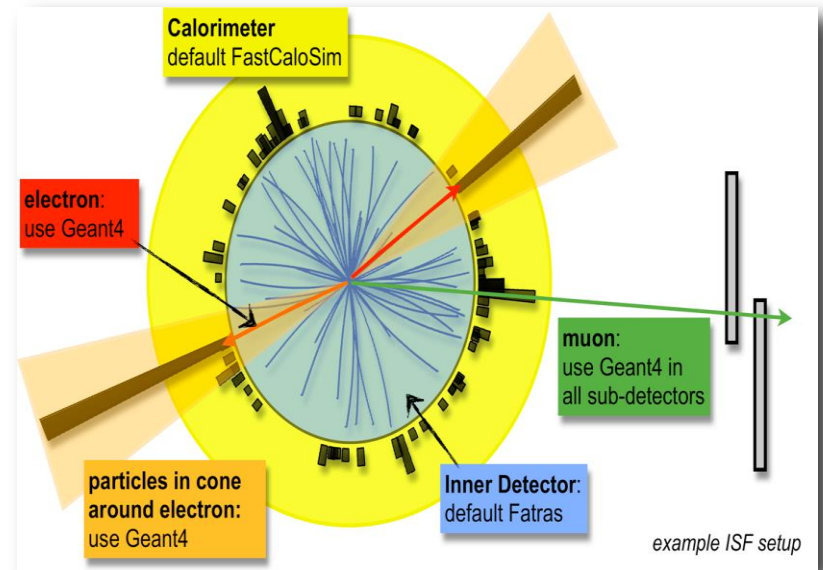 Calorimeter
default FastCaloSim
electron:
use Geant4
muon:
use Geant4 in
all sub-detectors
particles in cone
around electron:
use Geant4
Inner Detector:
default Fatras
example ISF setup